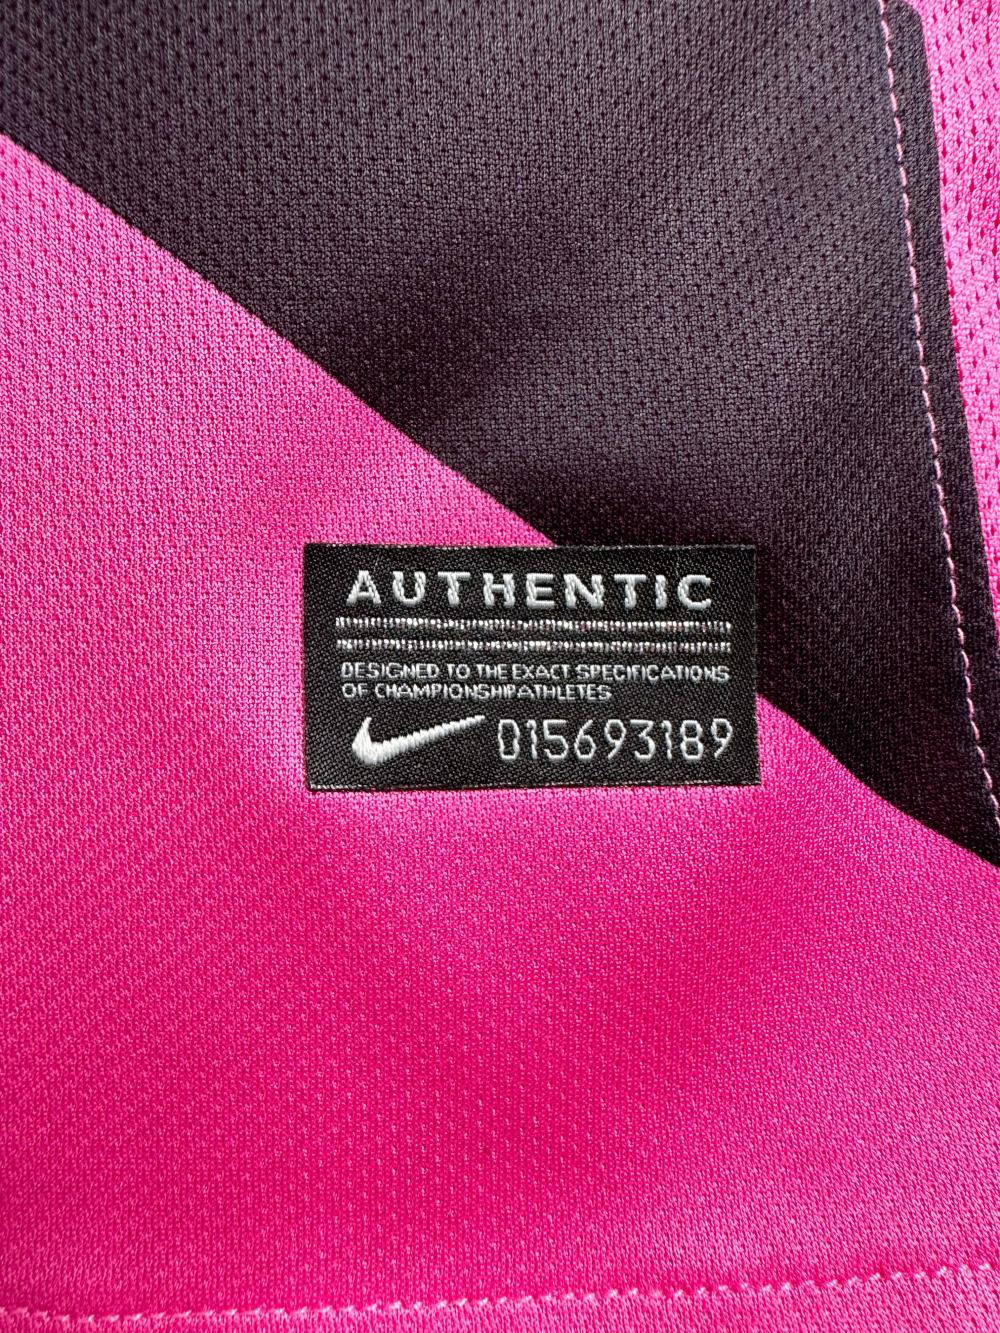 AUTHENTIC
DESIGNED TO THE EXACT SPECIFICATIONS
OF CHAMPIONSHIPATHLETES
015693189